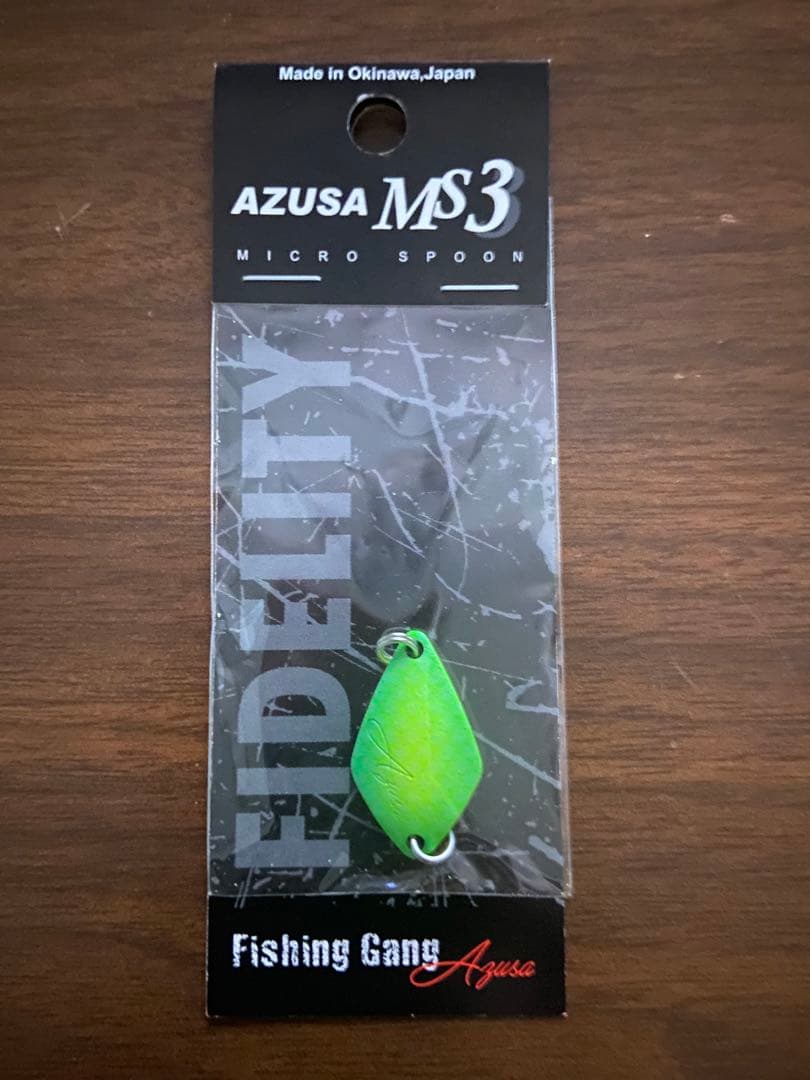 Made in Okinawa,Japan
AZUSA MS3
MICRO SPOON
FIDELITY
Fishing Gang Azusa